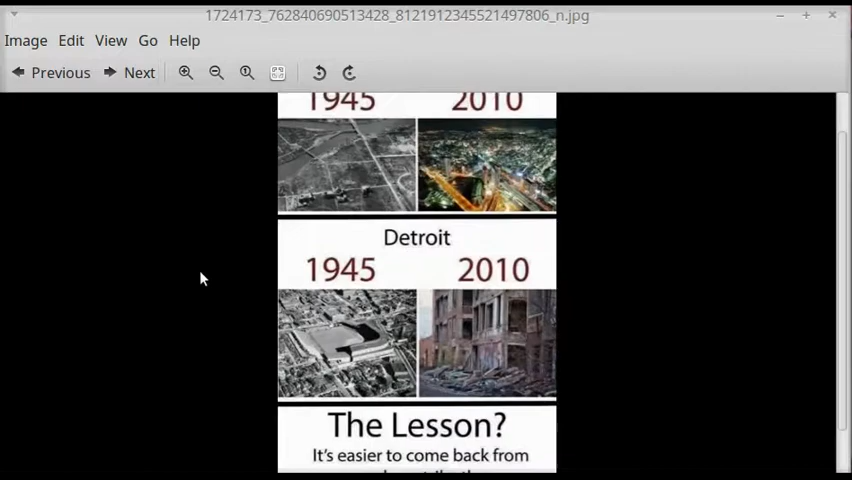 1724173_762840690513428_8121912345521497806_n.jpg
Image Edit View Go Help
Previous Next
1945 2010
Detroit
1945 2010
The Lesson?
It's easier to come back from